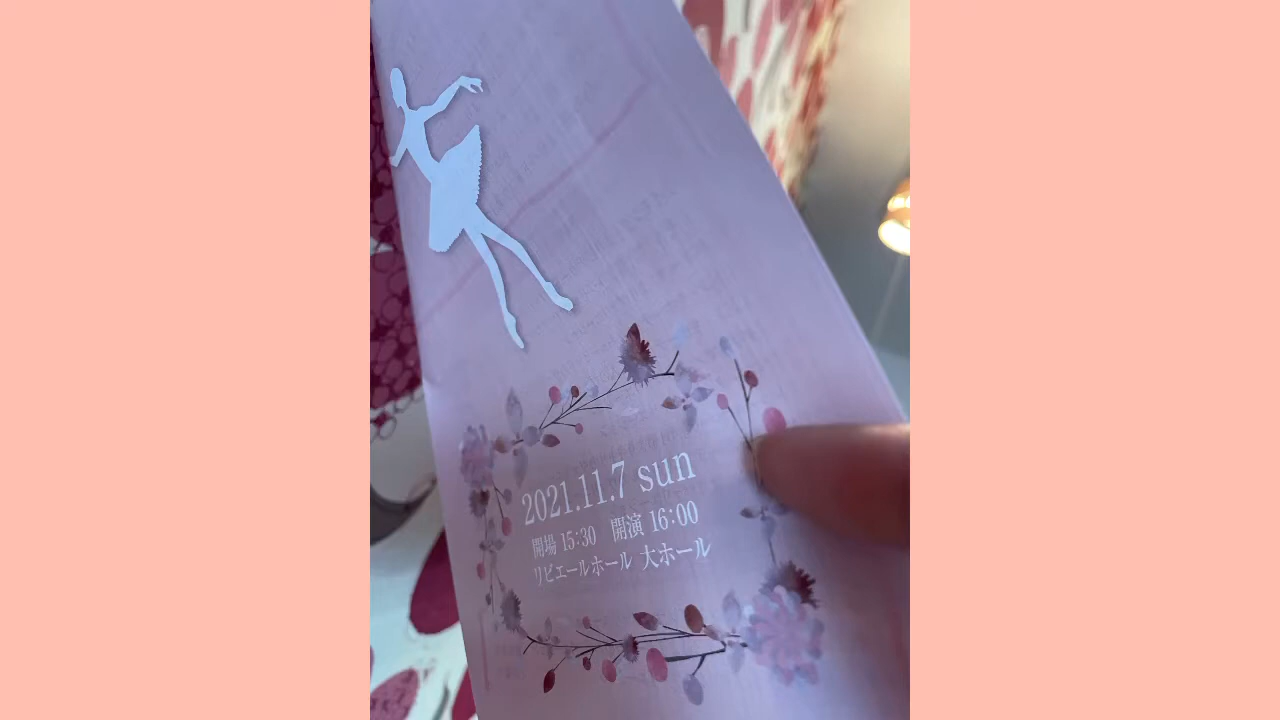 2021.11.7 sun
開場 15:30 開演 16:00
リビエールホール 大ホール